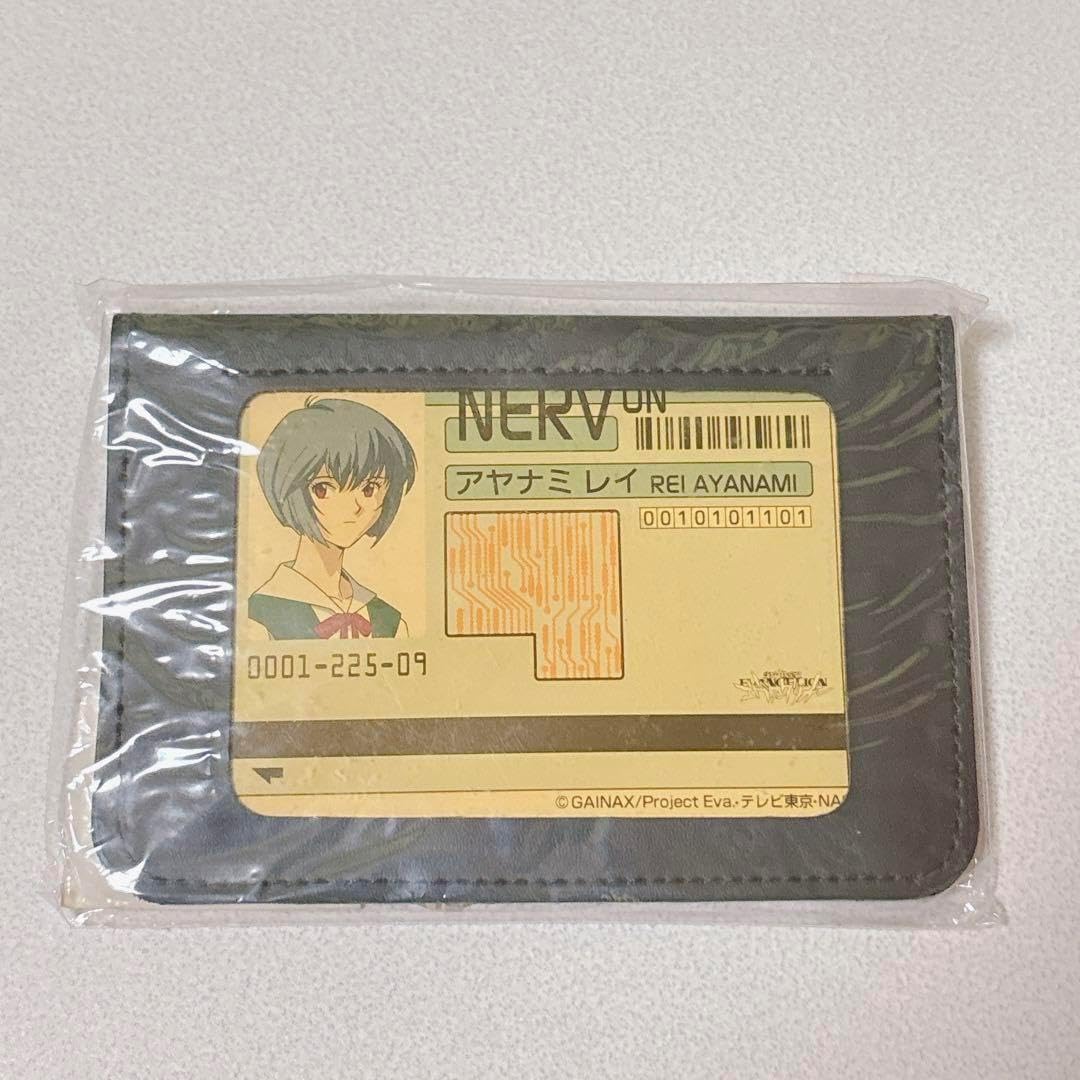 NERV UN
アヤナミ レイ REI AYANAMI
0010101101
0001-225-09
EVANGELION
©GAINAX/Project Eva.・テレビ東京・NA